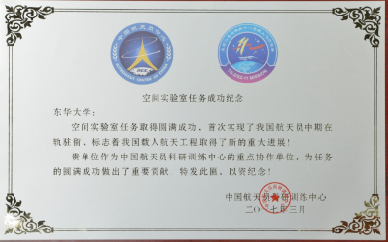 空间实验室任务成功纪念
东华大学：
空间实验室任务取得圆满成功，首次实现了我国航天员中期在
轨驻留，标志着我国载人航天工程取得了新的重大进展！
贵单位作为中国航天员科研训练中心的重点协作单位，为任务
的圆满成功做出了重要贡献，特发此匾，以资纪念！
中国航天员科研训练中心
二〇一七年三月